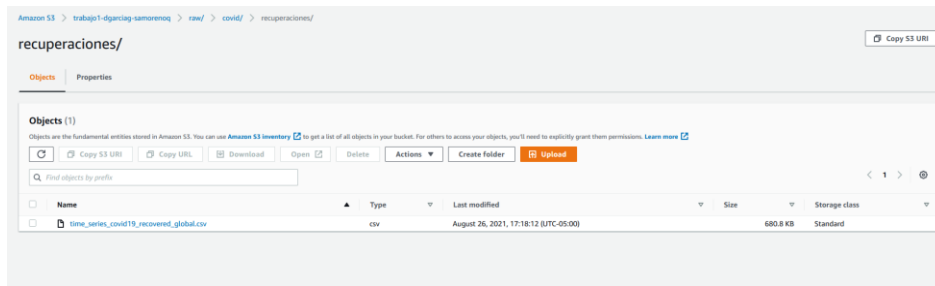 Amazon S3 > trabajo1-dgarciag-samorenoq > raw/ > covid/ > recuperaciones/
recuperaciones/
Copy S3 URI
Objects Properties
Objects (1)
Objects are the fundamental entities stored in Amazon S3. You can use Amazon S3 inventory to get a list of all objects in your bucket. For others to access your objects, you'll need to explicitly grant them permissions. Learn more
Copy S3 URI Copy URL Download Open Delete Actions Create folder Upload
Find objects by prefix
1
Name Type Last modified Size Storage class
time_series_covid19_recovered_global.csv csv August 26, 2021, 17:18:12 (UTC-05:00) 680.8 KB Standard